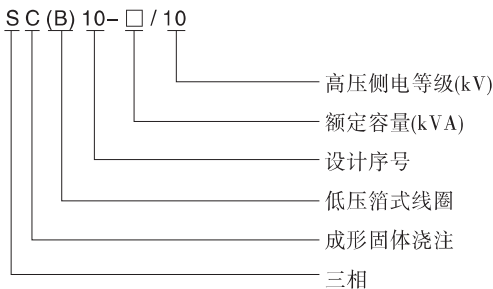 SC(B)10-□/10
高压侧电等级(kV)
额定容量(kVA)
设计序号
低压箔式线圈
成形固体浇注
三相